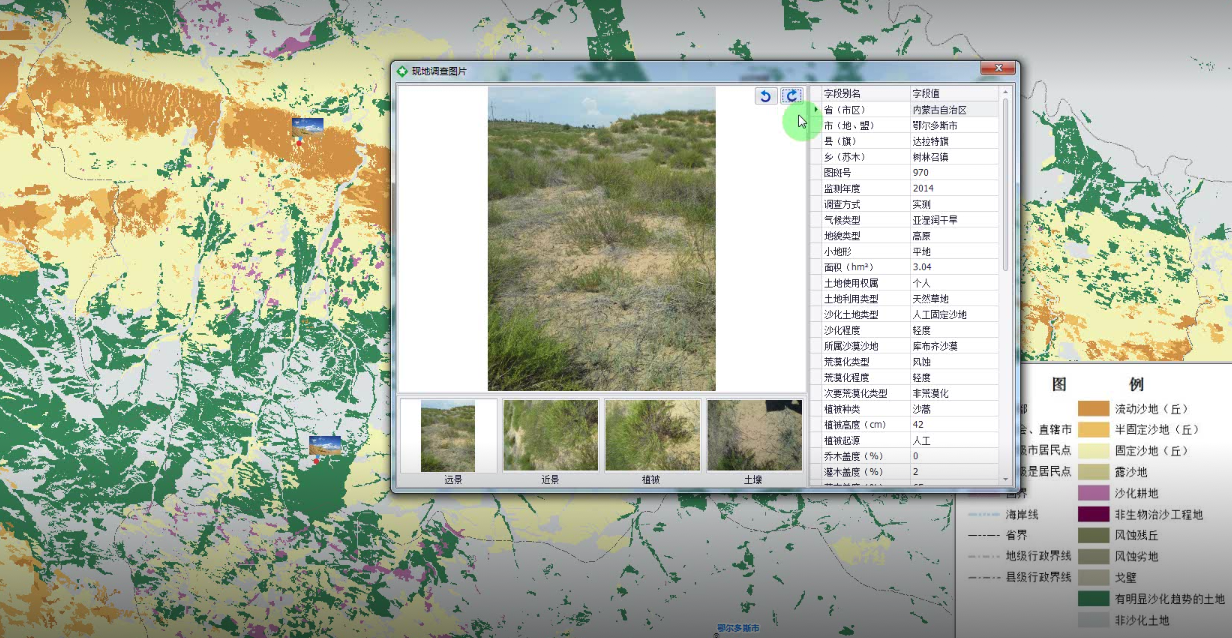 现地调查图片
X
字段别名 字段值
省（市区） 内蒙古自治区
市（地、盟） 鄂尔多斯市
县（旗） 达拉特旗
乡（苏木） 树林召镇
图斑号 970
监测年度 2014
调查方式 实测
气候类型 亚湿润干旱
地貌类型 高原
小地形 平地
面积（hm²） 3.04
土地使用权属 个人
土地利用类型 天然草地
沙化土地类型 人工固定沙地
沙化程度 轻度
所属沙漠沙地 库布齐沙漠
荒漠化类型 风蚀
荒漠化程度 轻度
次要荒漠化类型 非荒漠化
植被种类 沙蒿
植被高度（cm） 42
植被起源 人工
乔木盖度（%） 0
灌木盖度（%） 2
远景 近景 植被 土壤
图 例
流动沙地（丘）
、直辖市 半固定沙地（丘）
市居民点 固定沙地（丘）
居民点 露沙地
沙化耕地
海岸线 非生物治沙工程地
省界 风蚀残丘
地级行政界线 风蚀劣地
县级行政界线 戈壁
有明显沙化趋势的土地
非沙化土地
鄂尔多斯市